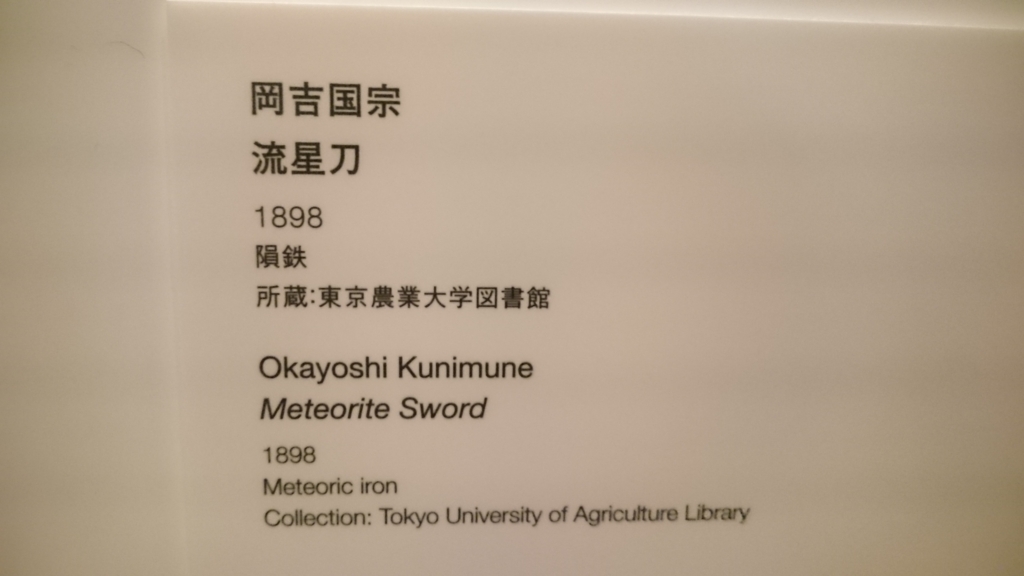 岡吉国宗
流星刀
1898
隕鉄
所蔵:東京農業大学図書館
Okayoshi Kunimune
Meteorite Sword
1898
Meteoric iron
Collection: Tokyo University of Agriculture Library